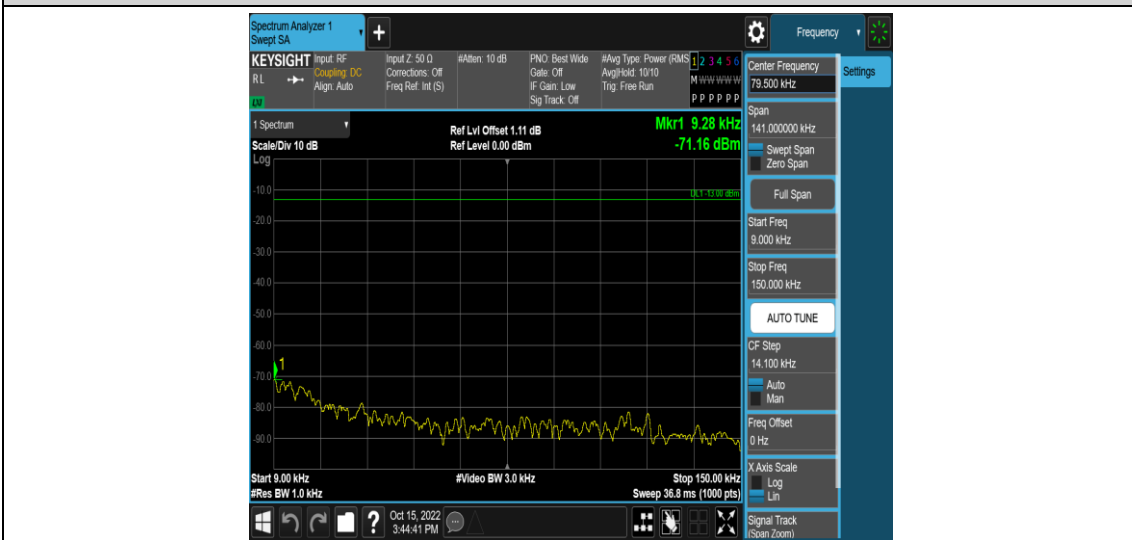 Spectrum Analyzer 1
Swept SA
+
Frequency
KEYSIGHT
Input: RF
Input Z: 50 Ω
#Atten: 10 dB
PNO: Best Wide
#Avg Type: Power (RMS
1 2 3 4 5 6
R L
Coupling: DC
Corrections: Off
Gate: Off
Avg|Hold: 10/10
M W W W W W
Align: Auto
Freq Ref: Int (S)
IF Gain: Low
Trig: Free Run
Sig Track: Off
P P P P P P
LW
Center Frequency
79.500 kHz
Settings
Span
141.000000 kHz
Swept Span
Zero Span
Full Span
Start Freq
9.000 kHz
Stop Freq
150.000 kHz
AUTO TUNE
CF Step
14.100 kHz
Auto
Man
Freq Offset
0 Hz
X Axis Scale
Log
Lin
Signal Track
(Span Zoom)
1 Spectrum
Ref Lvl Offset 1.11 dB
Mkr1 9.28 kHz
Scale/Div 10 dB
Ref Level 0.00 dBm
-71.16 dBm
Log
DL1 -13.00 dBm
-10.0
-20.0
-30.0
-40.0
-50.0
-60.0
1
-70.0
-80.0
-90.0
Start 9.00 kHz
#Video BW 3.0 kHz
Stop 150.00 kHz
#Res BW 1.0 kHz
Sweep 36.8 ms (1000 pts)
?
Oct 15, 2022
3:44:41 PM